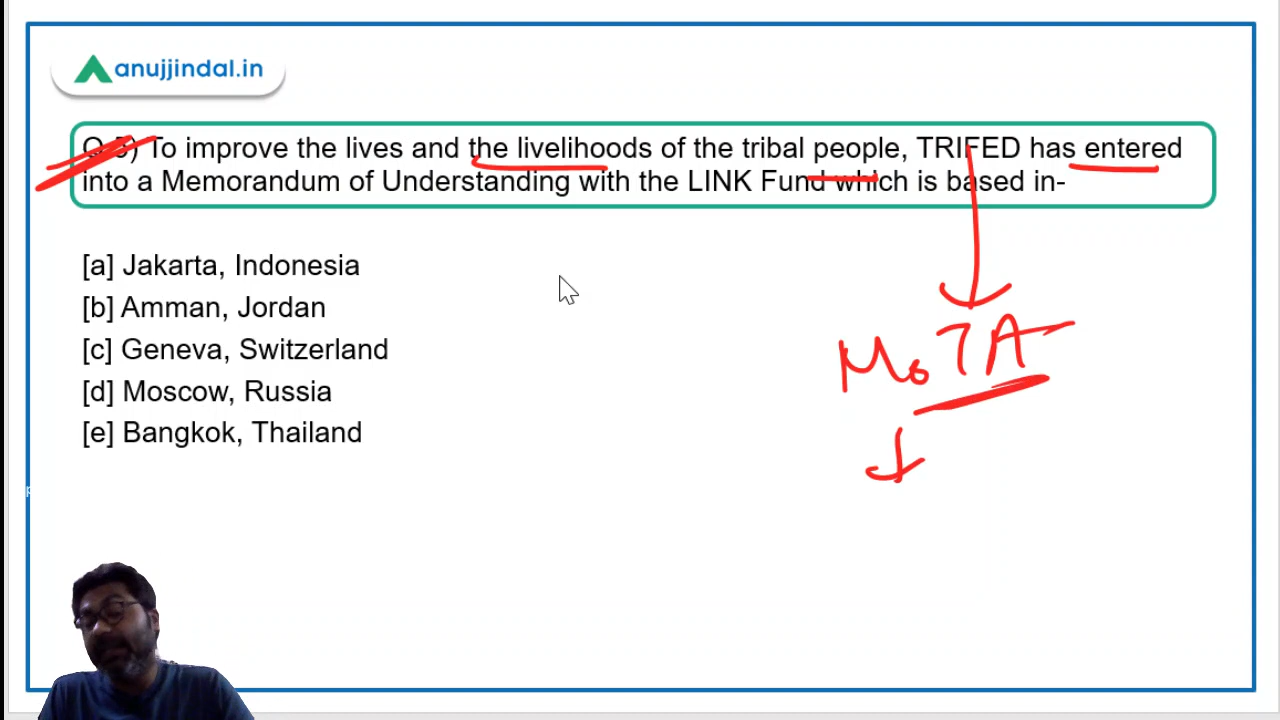 anujjindal.in
Q.5) To improve the lives and the livelihoods of the tribal people, TRIFED has entered
into a Memorandum of Understanding with the LINK Fund which is based in-
[a] Jakarta, Indonesia
[b] Amman, Jordan
[c] Geneva, Switzerland
[d] Moscow, Russia
[e] Bangkok, Thailand
MoTA